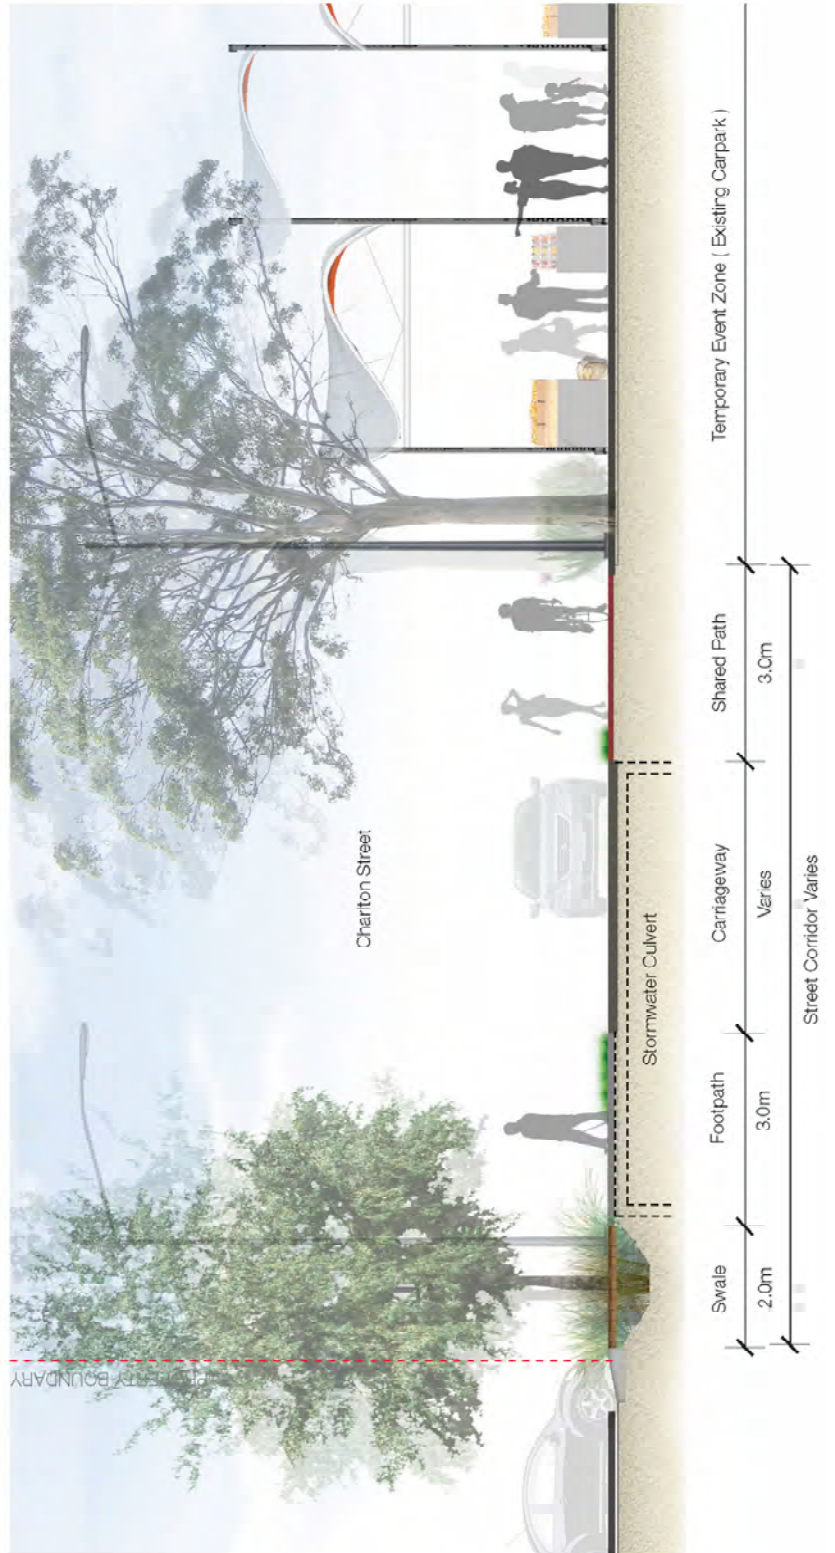 PROPERTY BOUNDARY
Charlton Street
Stormwater Culvert
Swale
Footpath
Carriageway
Shared Path
Temporary Event Zone ( Existing Carpark )
2.0m
3.0m
Varies
3.0m
Street Corridor Varies